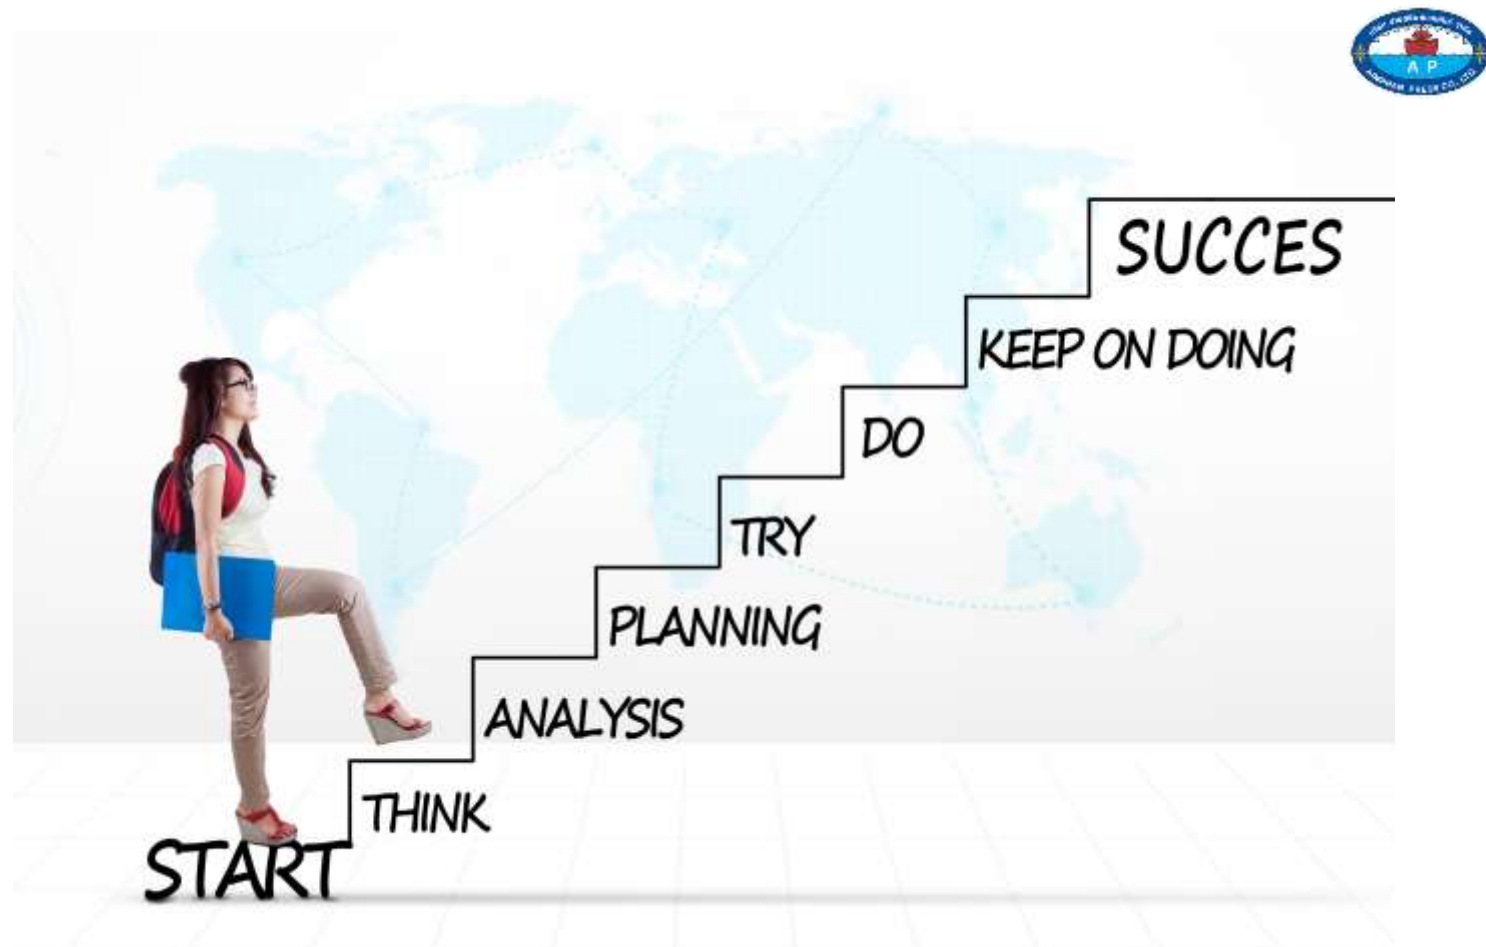 A P
SUCCES
KEEP ON DOING
DO
TRY
PLANNING
ANALYSIS
THINK
START